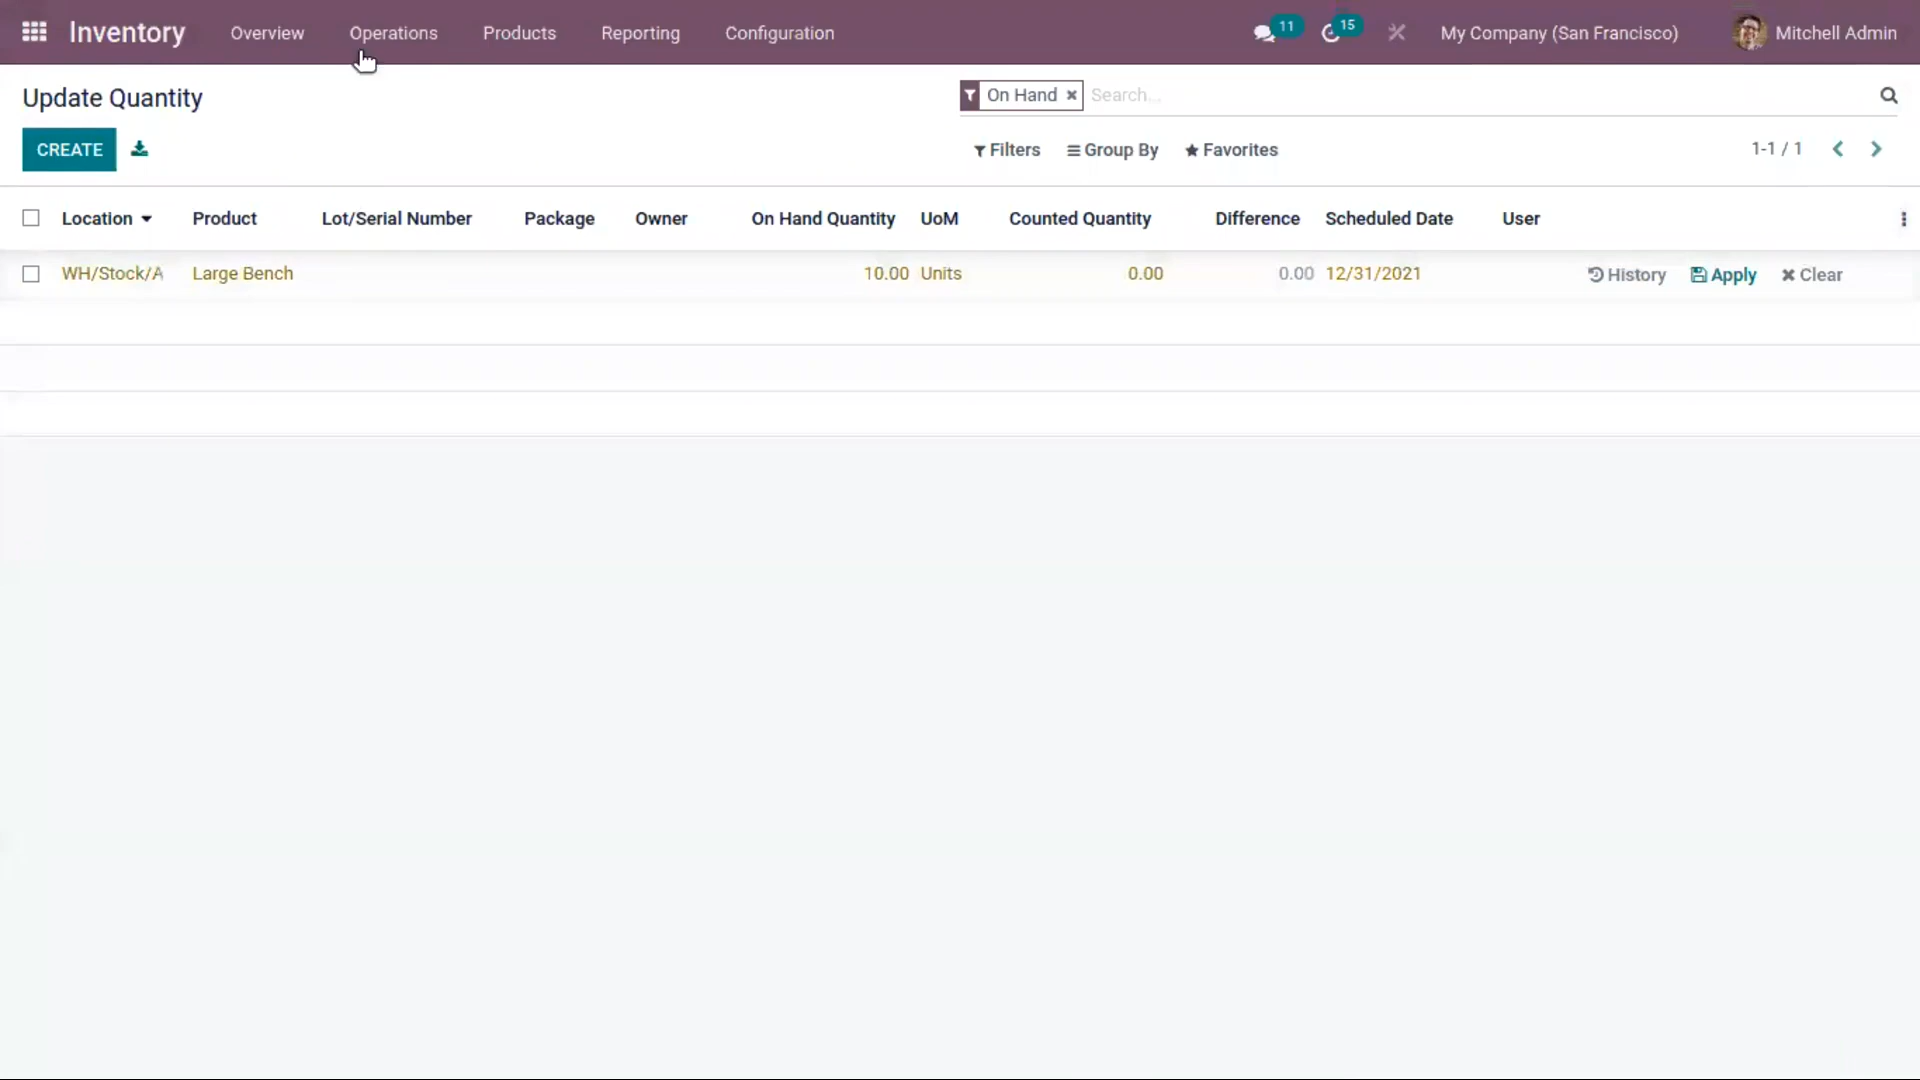 Inventory Overview Operations Products Reporting Configuration 11 15 My Company (San Francisco) Mitchell Admin
Update Quantity
On Hand Search...
CREATE
Filters Group By Favorites 1-1 / 1
Location Product Lot/Serial Number Package Owner On Hand Quantity UoM Counted Quantity Difference Scheduled Date User
WH/Stock/A Large Bench 10.00 Units 0.00 0.00 12/31/2021 History Apply Clear